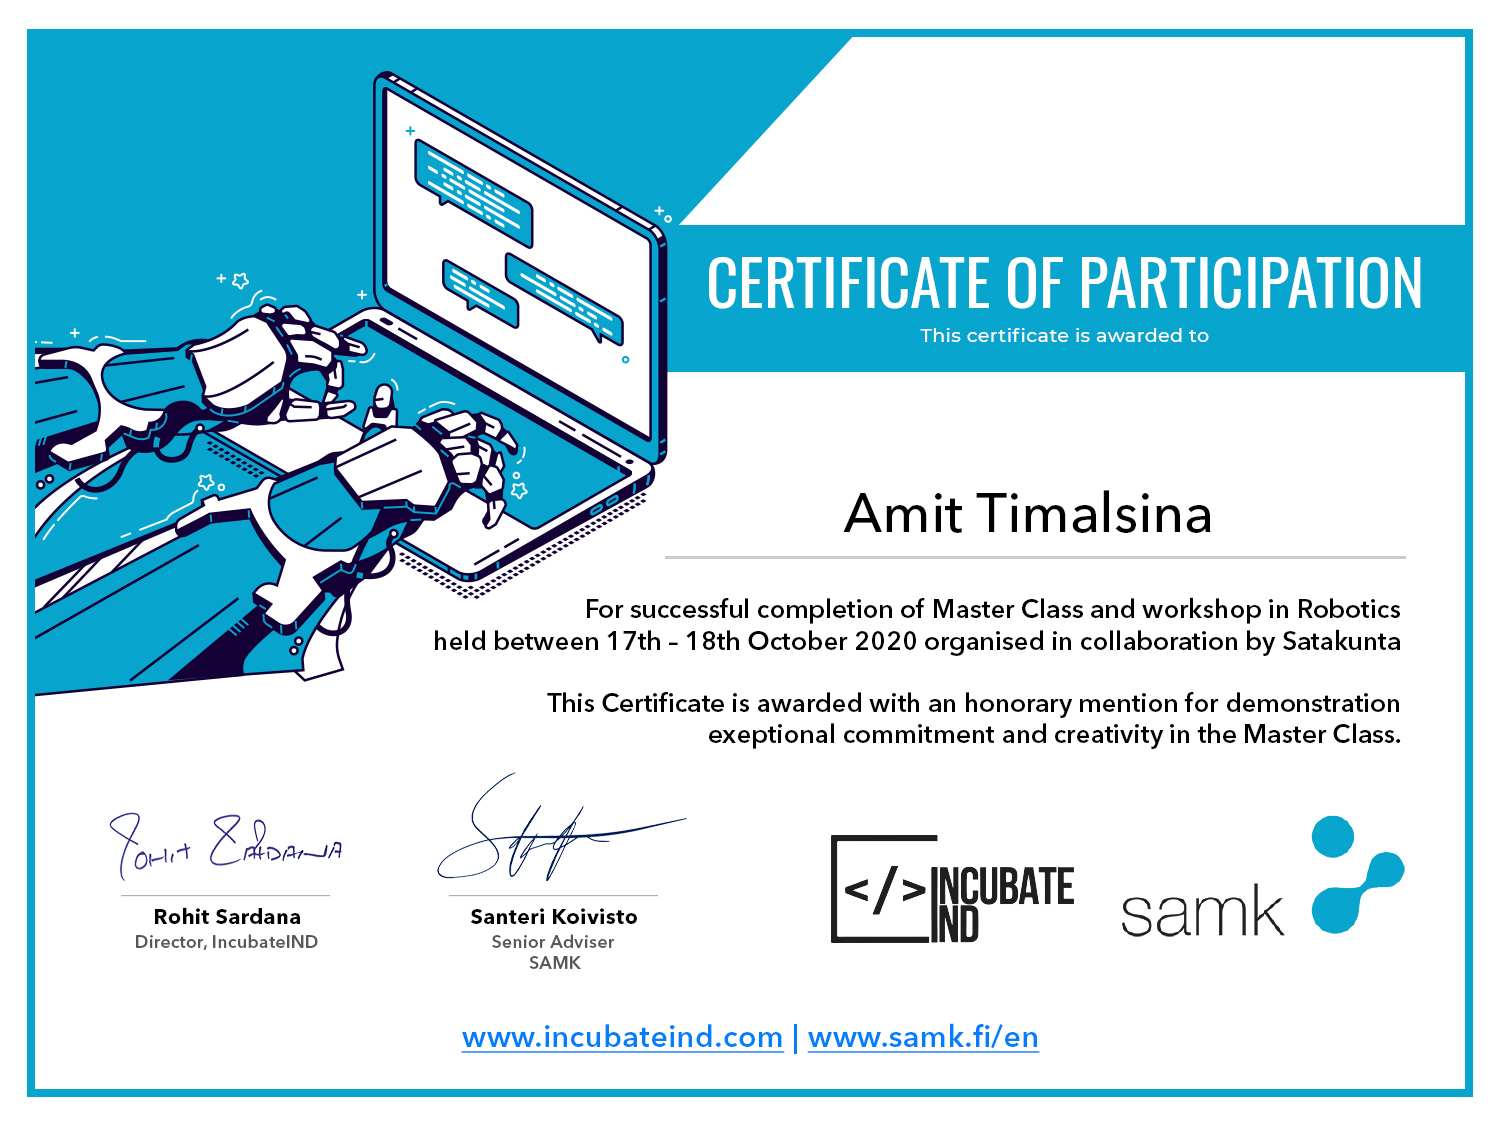 CERTIFICATE OF PARTICIPATION
This certificate is awarded to
Amit Timalsina
For successful completion of Master Class and workshop in Robotics
held between 17th – 18th October 2020 organised in collaboration by Satakunta
This Certificate is awarded with an honorary mention for demonstration
exeptional commitment and creativity in the Master Class.
Rohit Sardana
Rohit Sardana
Director, IncubateIND
Santeri Koivisto
Senior Adviser
SAMK
</> INCUBATE
IND
samk
www.incubateind.com | www.samk.fi/en